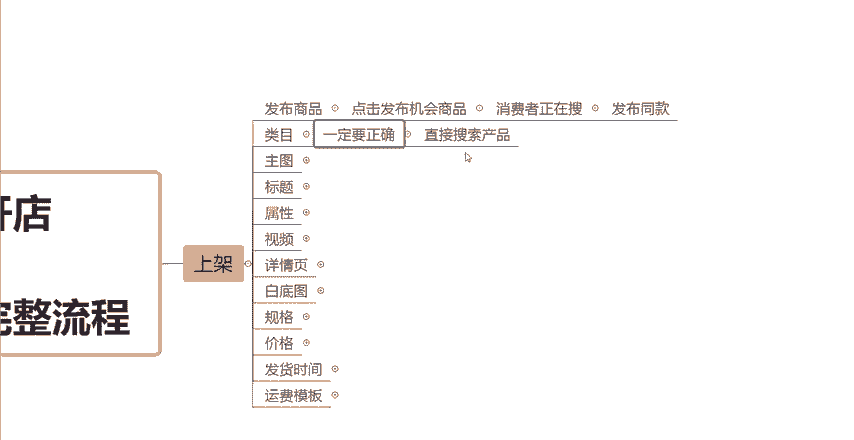 发布商品 点击发布机会商品 消费者正在搜 发布同款
类目 一定要正确 直接搜索产品
主图
标题
属性
视频
详情页
白底图
规格
价格
发货时间
运费模板
上架
开店
完整流程